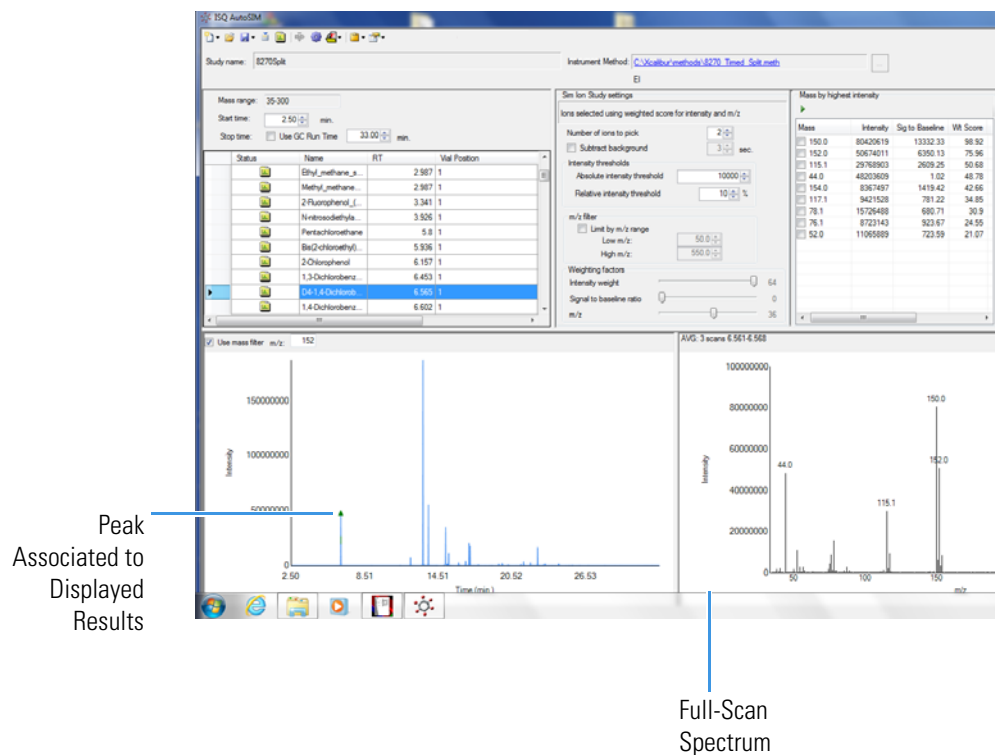 ISQ AutoSIM
Study name: 8270Split
Instrument Method: C:\Xcalibur\methods\8270_Timed_Split.meth ...
EI
Mass range: 35-300
Start time: 2.50 min.
Stop time: Use GC Run Time 33.00 min.
Status Name RT Vial Position
Ethyl_methane_s... 2.987 1
Methyl_methane... 2.987 1
2-Fluorophenol_(... 3.341 1
N-nitrosodiethyla... 3.926 1
Pentachloroethane 5.8 1
Bis(2-chloroethyl)... 5.936 1
2-Chlorophenol 6.157 1
1,3-Dichlorobenz... 6.453 1
D4-1,4-Dichlorob... 6.565 1
1,4-Dichlorobenz... 6.602 1
Sim Ion Study settings
Ions selected using weighted score for intensity and m/z
Number of ions to pick 2
Subtract background 3 sec.
Intensity thresholds
Absolute intensity threshold 10000
Relative intensity threshold 10 %
m/z filter
Limit by m/z range
Low m/z: 50.0
High m/z: 550.0
Weighting factors
Intensity weight 64
Signal to baseline ratio 0
m/z 36
Mass by highest intensity
Mass Intensity Sig to Baseline Wt Score
150.0 80420619 13332.33 98.92
152.0 50674011 6350.13 75.96
115.1 29768903 2609.25 50.68
44.0 48203609 1.02 48.78
154.0 8367497 1419.42 42.66
117.1 9421528 781.22 34.85
78.1 15726488 680.71 30.9
76.1 8723143 923.67 24.55
52.0 11065889 723.59 21.07
Use mass filter m/z: 152
150000000
100000000
50000000
0
Intensity
2.50 8.51 14.51 20.52 26.53
Time (min.)
AVG: 3 scans 6.561-6.568
100000000
80000000
60000000
40000000
20000000
0
Intensity
150.0
152.0
44.0
115.1
50 100 150
m/z
Peak
Associated to
Displayed
Results
Full-Scan
Spectrum